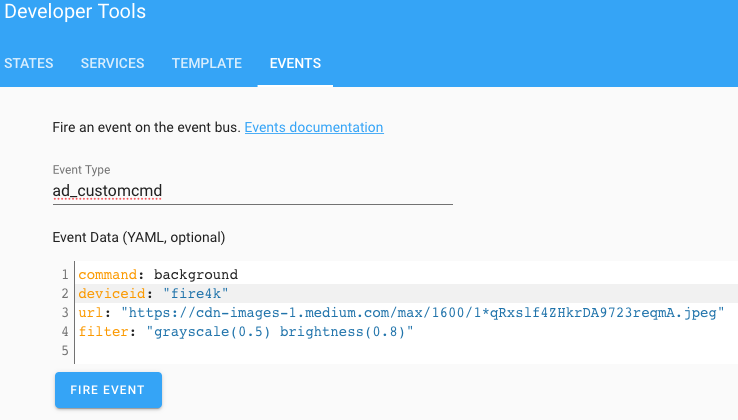 Developer Tools
STATES SERVICES TEMPLATE EVENTS
Fire an event on the event bus. Events documentation
Event Type
ad_customcmd
Event Data (YAML, optional)
1 command: background
2 deviceid: "fire4k"
3 url: "https://cdn-images-1.medium.com/max/1600/1*qRxslf4ZHkrDA9723reqmA.jpeg"
4 filter: "grayscale(0.5) brightness(0.8)"
5
FIRE EVENT